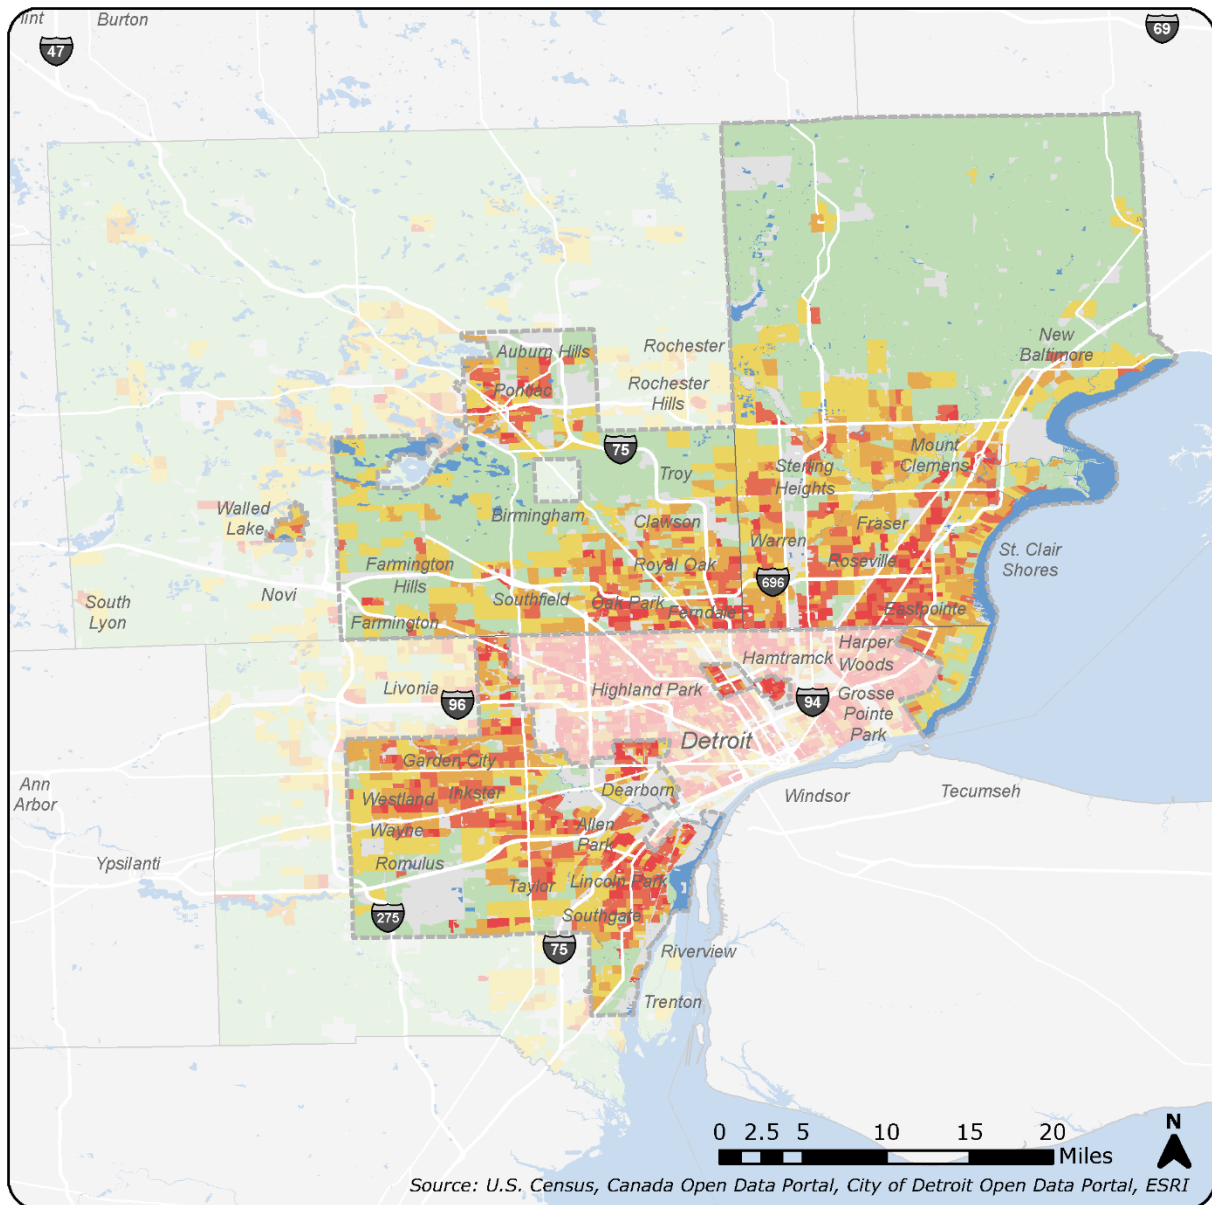 lint
Burton
47
69
New
Baltimore
Rochester
Auburn Hills
Rochester
Hills
Pontiac
Mount
Clemens
75
Troy
Sterling
Heights
Walled
Lake
Birmingham
Clawson
Fraser
Warren
St. Clair
Shores
Farmington
Hills
Royal Oak
Roseville
696
Novi
South
Lyon
Southfield
Oak Park
Ferndale
Eastpointe
Farmington
Harper
Woods
Hamtramck
Livonia
Highland Park
96
94
Grosse
Pointe
Park
Detroit
Garden City
Ann
Arbor
Westland
Inkster
Dearborn
Windsor
Tecumseh
Wayne
Allen
Park
Ypsilanti
Romulus
Taylor
Lincoln Park
275
Southgate
75
Riverview
Trenton
N
0 2.5 5 10 15 20
Miles
Source: U.S. Census, Canada Open Data Portal, City of Detroit Open Data Portal, ESRI